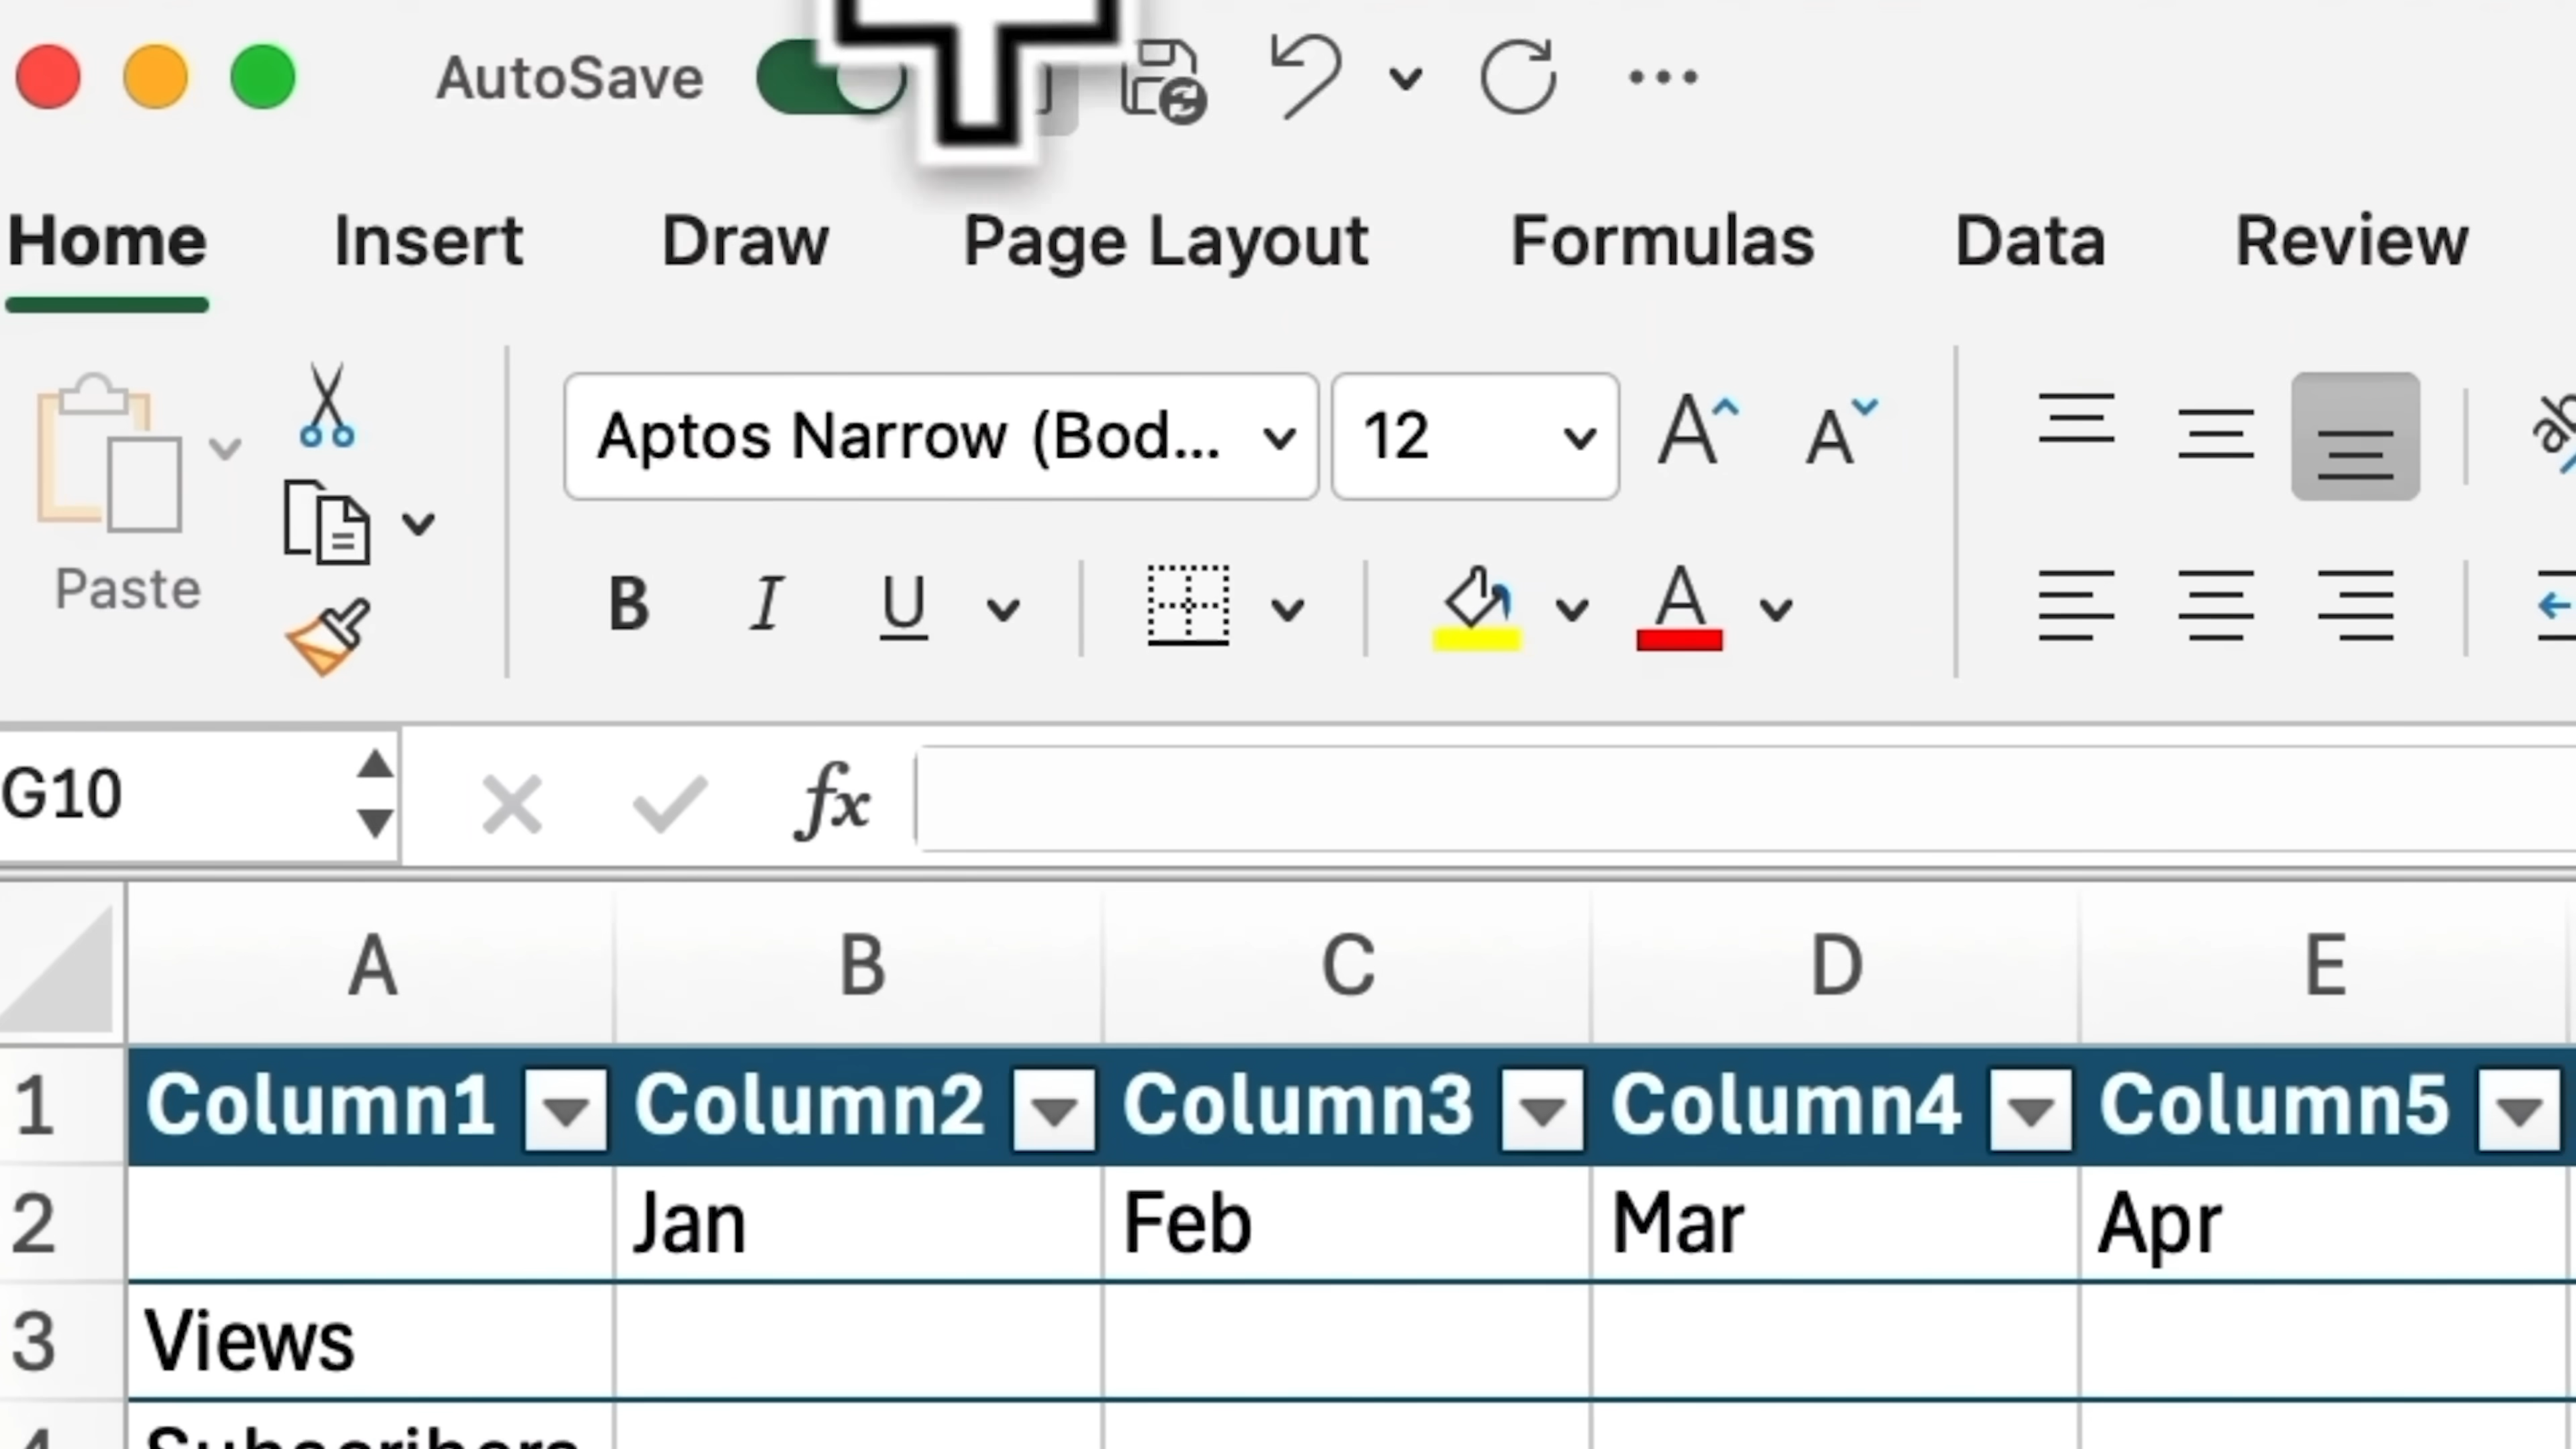 AutoSave
Home Insert Draw Page Layout Formulas Data Review
Aptos Narrow (Bod... 12
Paste
B I U A
G10 fx
A B C D E
1 Column1 Column2 Column3 Column4 Column5
2 Jan Feb Mar Apr
3 Views
Subscribers